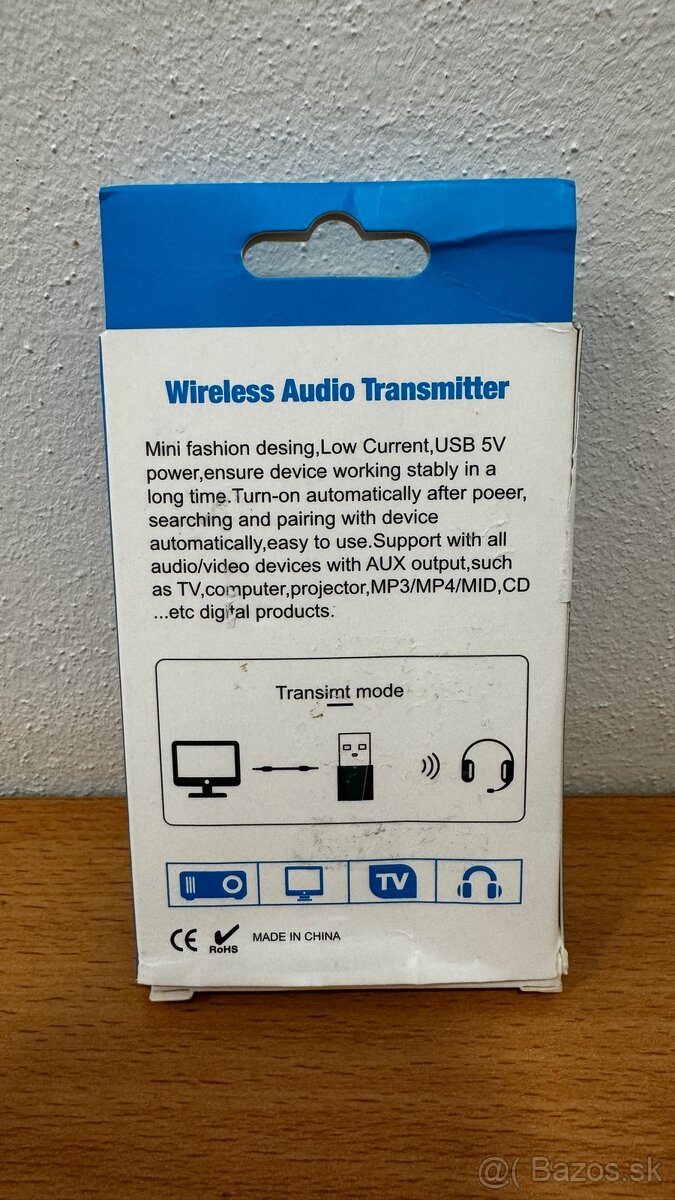 Wireless Audio Transmitter
Mini fashion desing,Low Current,USB 5V
power,ensure device working stably in a
long time.Turn-on automatically after poeer,
searching and pairing with device
automatically,easy to use.Support with all
audio/video devices with AUX output,such
as TV,computer,projector,MP3/MP4/MID,CD
...etc digital products.
Transimt mode
TV
CE
RoHS
MADE IN CHINA
@( Bazos.sk